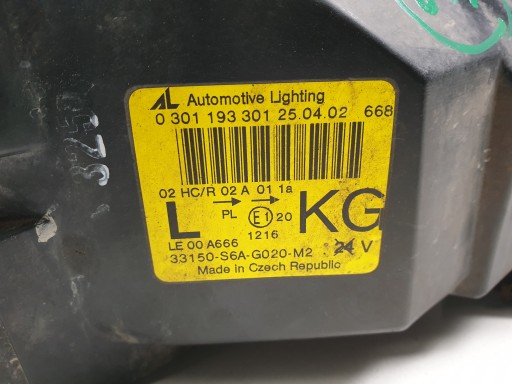 AL Automotive Lighting
0 301 193 301 25.04.02 668
02 HC/R 02 A 01 1a
L PL E1 20 KG
1216
LE 00 A666
33150-S6A-G020-M2 24 V
Made in Czech Republic